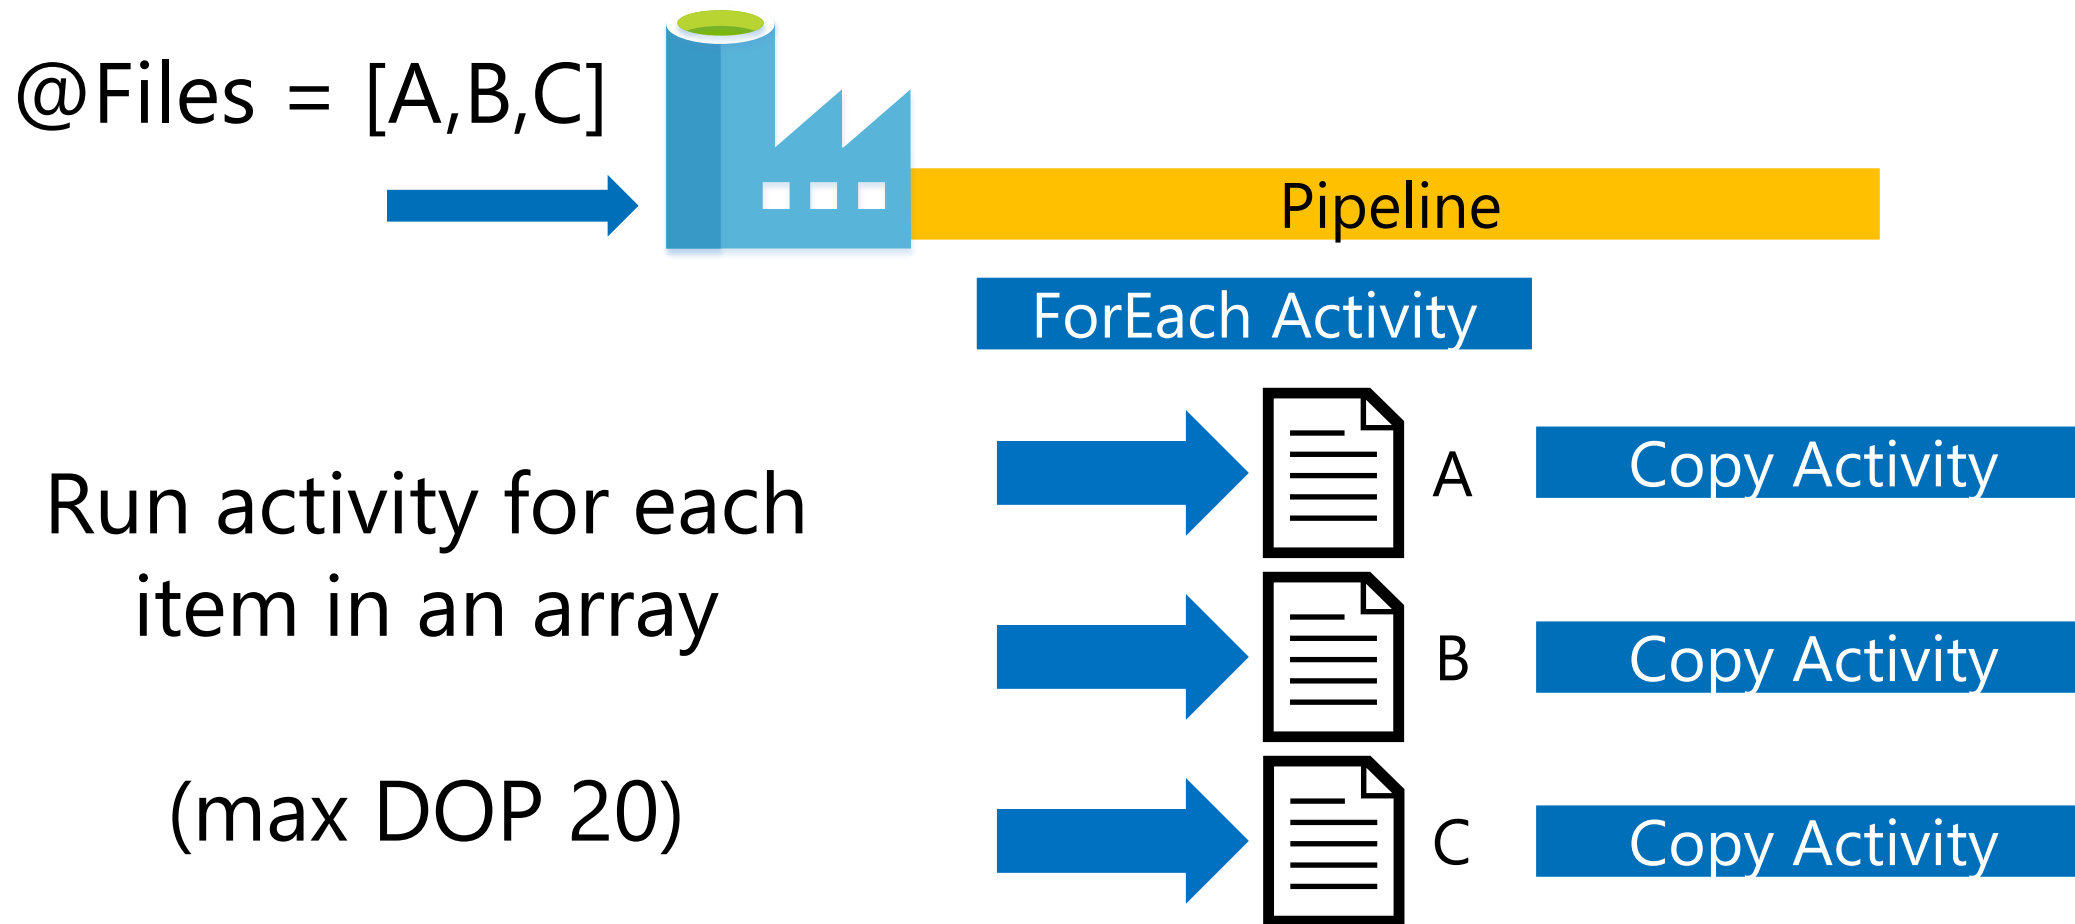 @Files = [A,B,C]
Pipeline
ForEach Activity
Run activity for each
item in an array
(max DOP 20)
A
Copy Activity
B
Copy Activity
C
Copy Activity